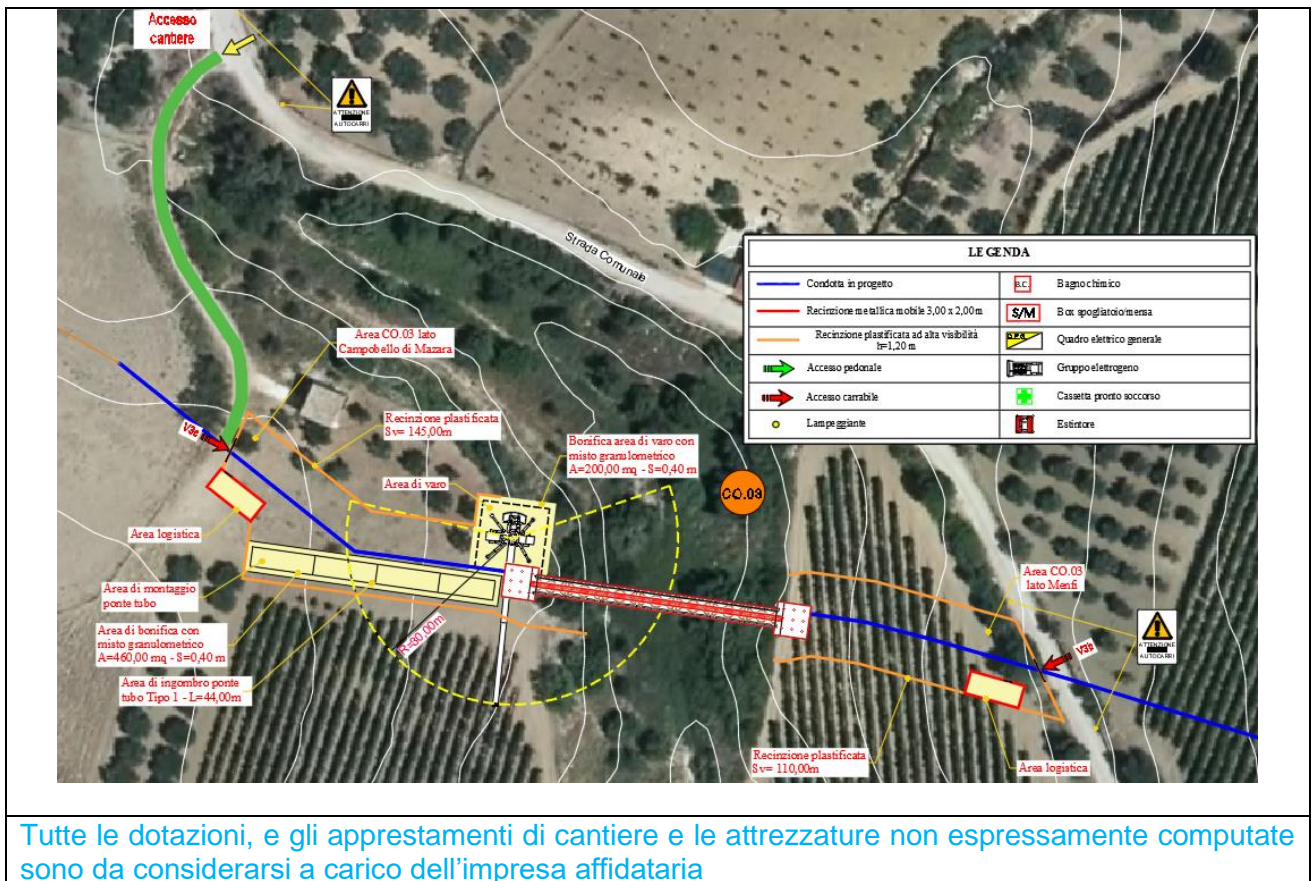 Accesso
cantiere
ATTENZIONE
AUTOCARRI
Strada Comunale
LEGENDA
Condotta in progetto
B.C.
Bagno chimico
Recinzione metallica mobile 3,00 x 2,00m
S/M
Box spogliatoio/mensa
Recinzione plastificata ad alta visibilità
h=1,20 m
Quadro elettrico generale
Accesso pedonale
Gruppo elettrogeno
Accesso carrabile
Cassetta pronto soccorso
Lampeggiante
Estintore
Area CO.03 lato
Campobello di Mazara
V3e
Recinzione plastificata
Sv= 145,00m
Bonifica area di varo con
misto granulometrico
A=200,00 mq - S=0,40 m
Area di varo
CO.03
Area logistica
Area di montaggio
ponte tubo
Area di bonifica con
misto granulometrico
A=460,00 mq - S=0,40 m
Area di ingombro ponte
tubo Tipo 1 - L=44,00m
R=30,00m
Area CO.03
lato Menfi
ATTENZIONE
AUTOCARRI
Recinzione plastificata
Sv= 110,00m
Area logistica
Tutte le dotazioni, e gli apprestamenti di cantiere e le attrezzature non espressamente computate
sono da considerarsi a carico dell'impresa affidataria